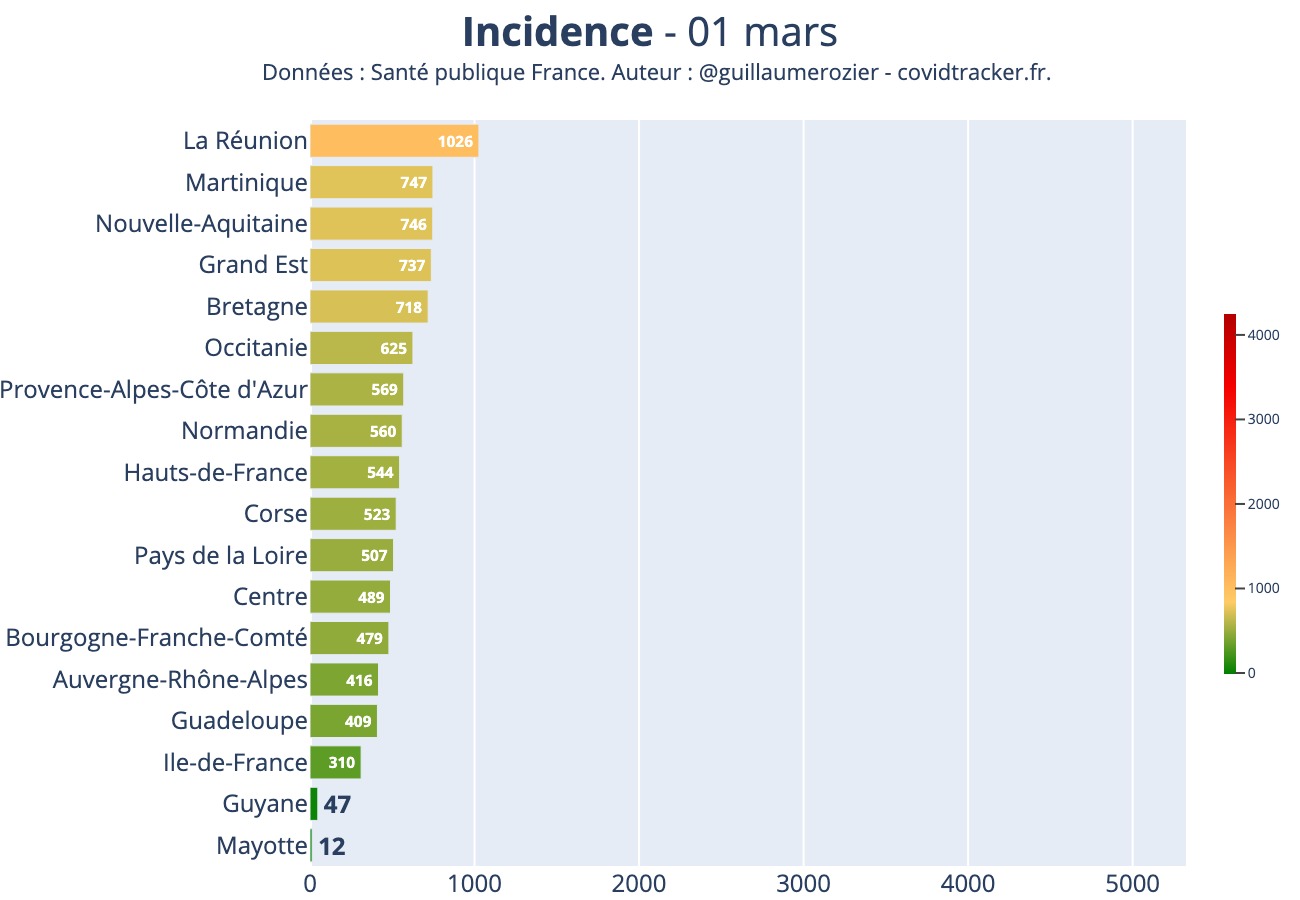 Incidence - 01 mars
Données : Santé publique France. Auteur : @guillaumerozier - covidtracker.fr.
La Réunion 1026
Martinique 747
Nouvelle-Aquitaine 746
Grand Est 737
Bretagne 718
Occitanie 625
Provence-Alpes-Côte d'Azur 569
Normandie 560
Hauts-de-France 544
Corse 523
Pays de la Loire 507
Centre 489
Bourgogne-Franche-Comté 479
Auvergne-Rhône-Alpes 416
Guadeloupe 409
Ile-de-France 310
Guyane 47
Mayotte 12
0 1000 2000 3000 4000 5000
4000
3000
2000
1000
0